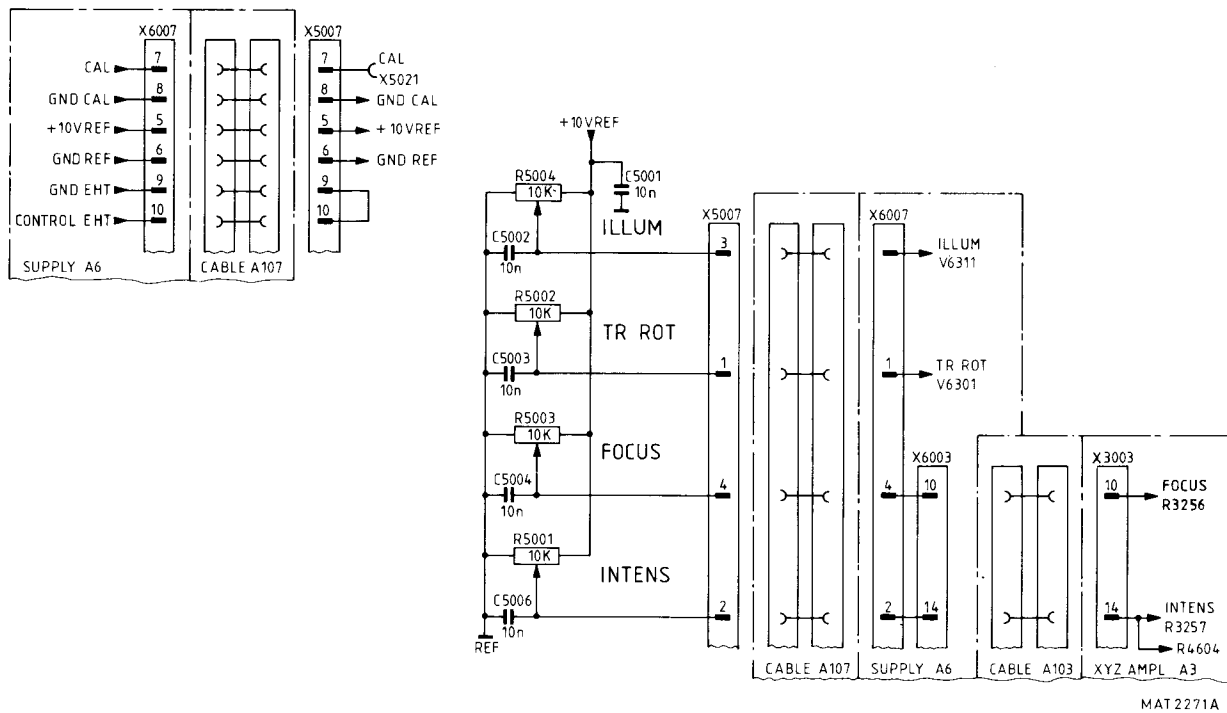 X6007
X5007
CAL
7
7
CAL
X5021
GND CAL
8
8
GND CAL
+10VREF
5
5
+10VREF
GND REF
6
6
GND REF
GND EHT
9
9
CONTROL EHT
10
10
SUPPLY A6
CABLE A107
+10VREF
R5004
10K
C5001
10n
ILLUM
X5007
X6007
C5002
10n
3
ILLUM
V6311
R5002
10K
TR ROT
C5003
10n
1
1
TR ROT
V6301
R5003
10K
FOCUS
X6003
X3003
C5004
10n
4
4
10
10
FOCUS
R3256
R5001
10K
INTENS
C5006
10n
2
2
14
14
INTENS
R3257
REF
R4604
CABLE A107
SUPPLY A6
CABLE A103
XYZ AMPL A3
MAT2271A